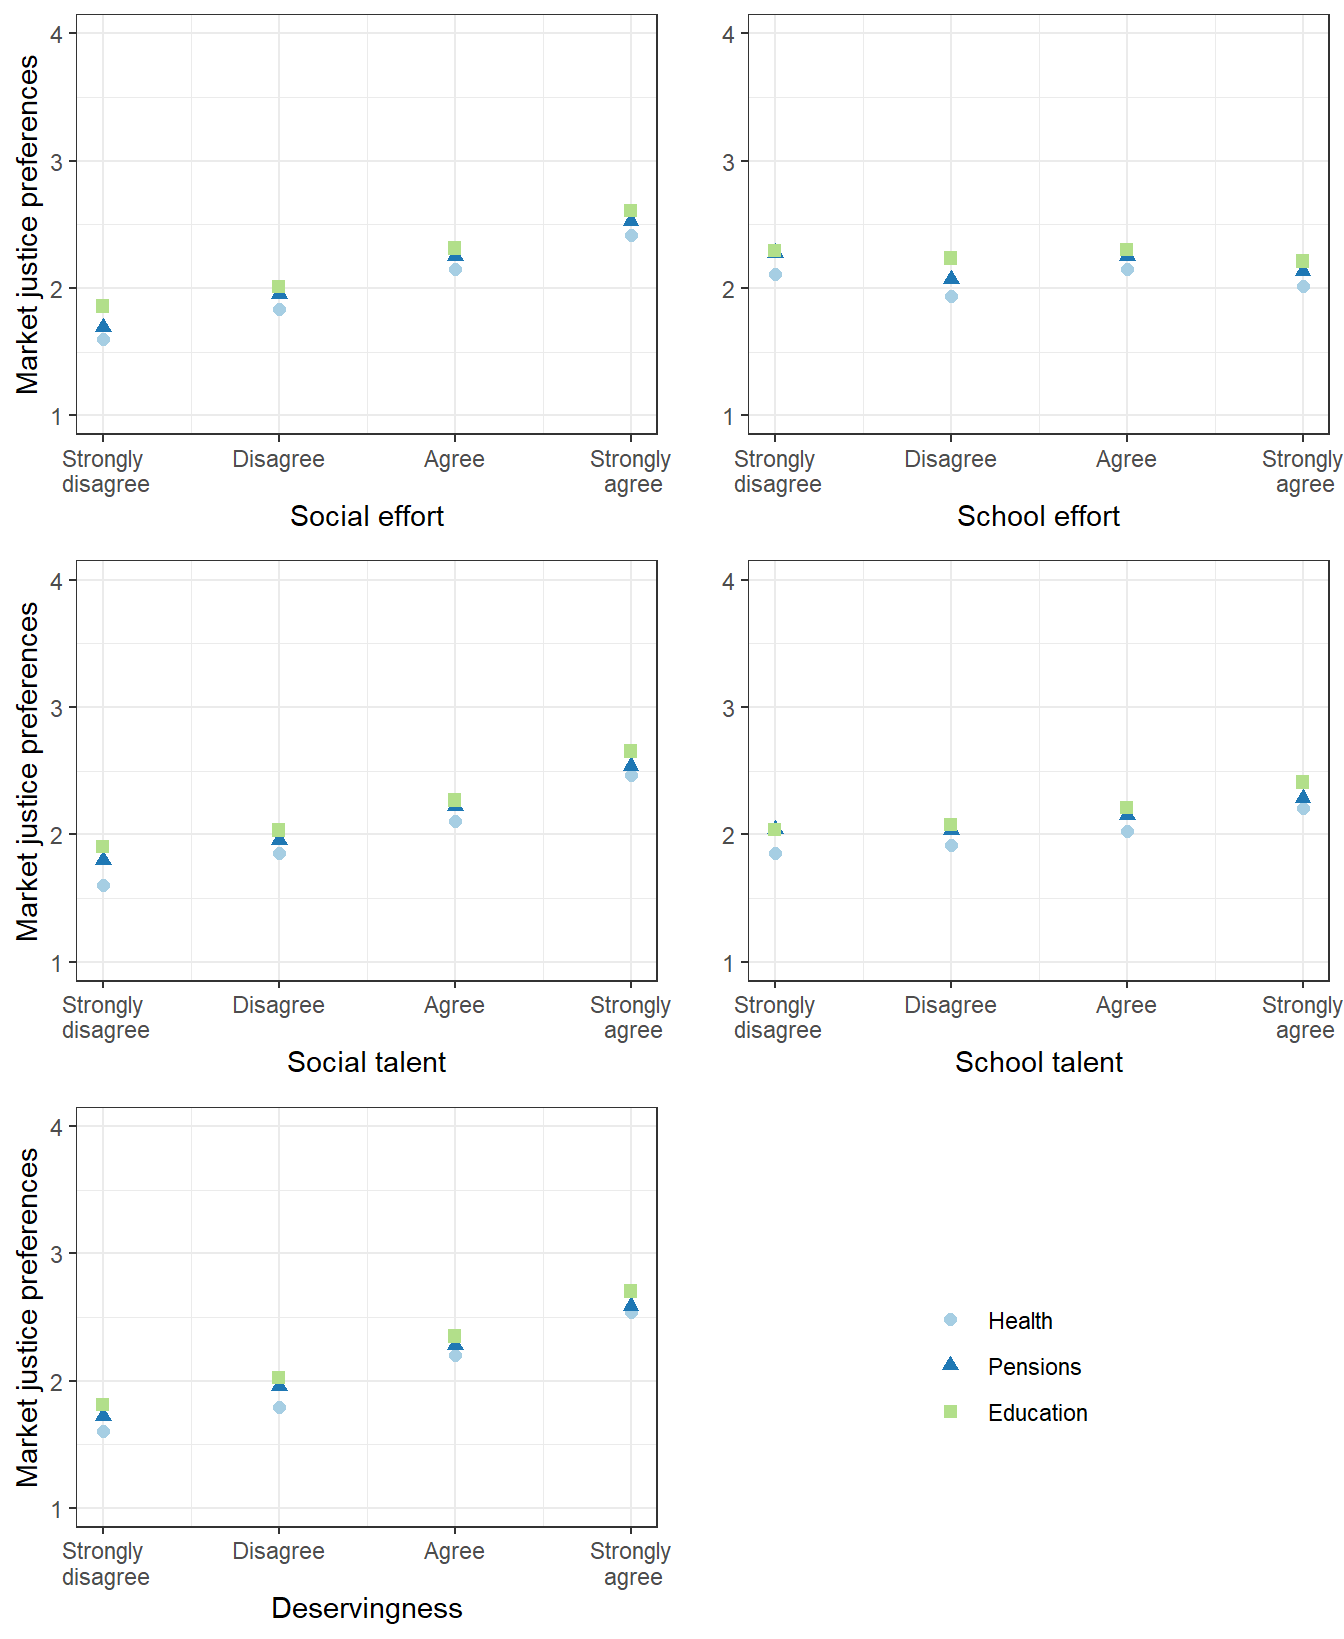 Market justice preferences
4
3
2
1
Strongly
disagree
Disagree
Agree
Strongly
agree
Social effort
4
3
2
1
Strongly
disagree
Disagree
Agree
Strongly
agree
School effort
Market justice preferences
4
3
2
1
Strongly
disagree
Disagree
Agree
Strongly
agree
Social talent
4
3
2
1
Strongly
disagree
Disagree
Agree
Strongly
agree
School talent
Market justice preferences
4
3
2
1
Strongly
disagree
Disagree
Agree
Strongly
agree
Deservingness
Health
Pensions
Education